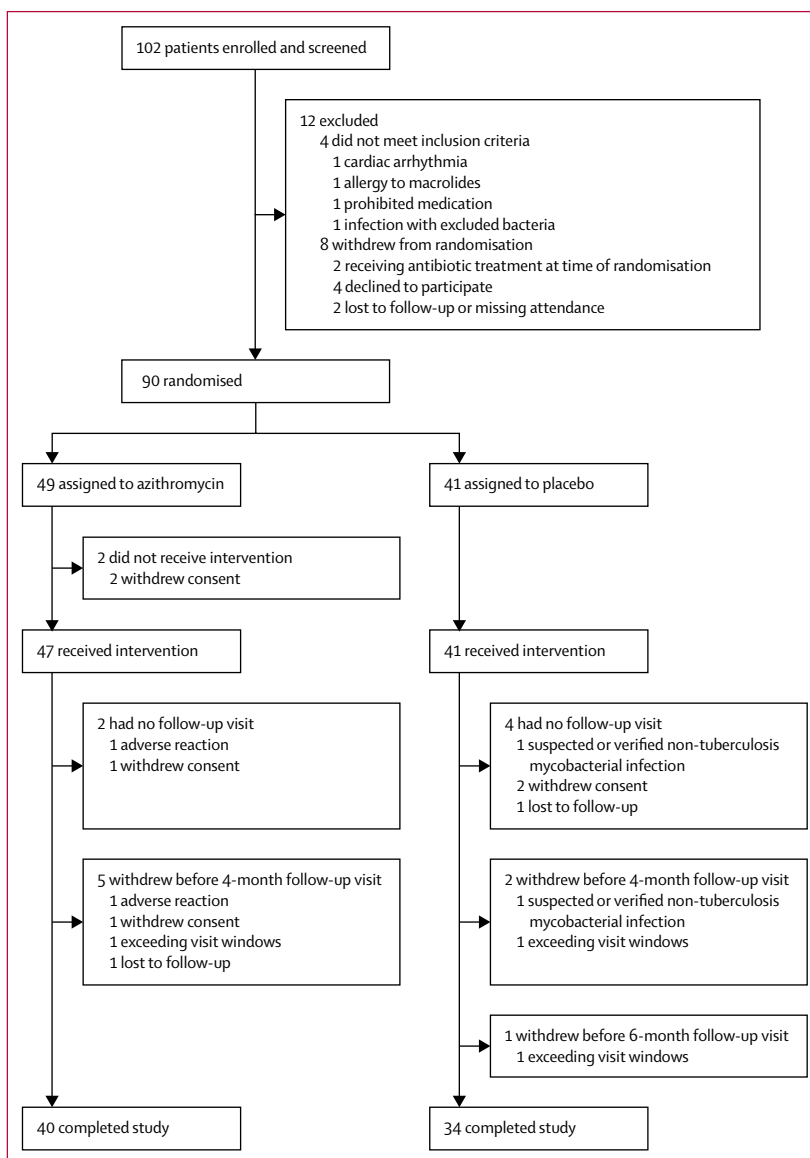 102 patients enrolled and screened
12 excluded
4 did not meet inclusion criteria
1 cardiac arrhythmia
1 allergy to macrolides
1 prohibited medication
1 infection with excluded bacteria
8 withdrew from randomisation
2 receiving antibiotic treatment at time of randomisation
4 declined to participate
2 lost to follow-up or missing attendance
90 randomised
49 assigned to azithromycin
41 assigned to placebo
2 did not receive intervention
2 withdrew consent
47 received intervention
41 received intervention
2 had no follow-up visit
1 adverse reaction
1 withdrew consent
4 had no follow-up visit
1 suspected or verified non-tuberculosis
mycobacterial infection
2 withdrew consent
1 lost to follow-up
5 withdrew before 4-month follow-up visit
1 adverse reaction
1 withdrew consent
1 exceeding visit windows
1 lost to follow-up
2 withdrew before 4-month follow-up visit
1 suspected or verified non-tuberculosis
mycobacterial infection
1 exceeding visit windows
1 withdrew before 6-month follow-up visit
1 exceeding visit windows
40 completed study
34 completed study